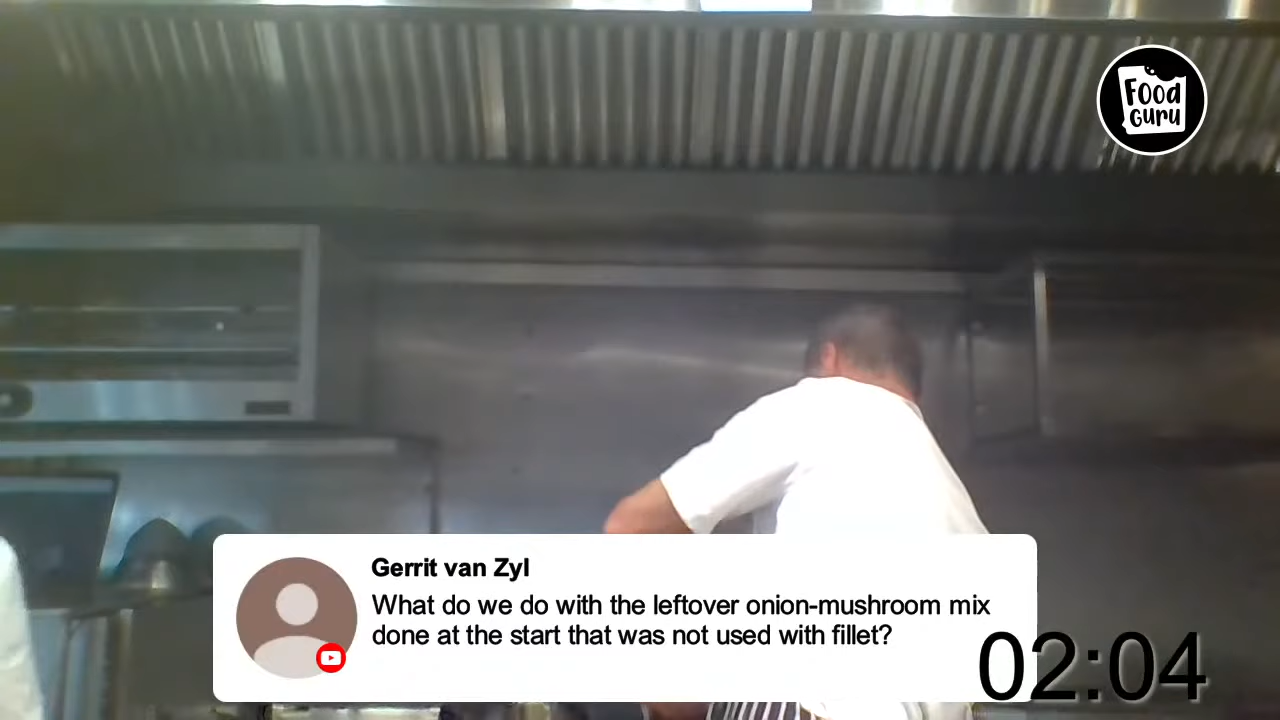 Food
Guru
Gerrit van Zyl
What do we do with the leftover onion-mushroom mix
done at the start that was not used with fillet?
02:04